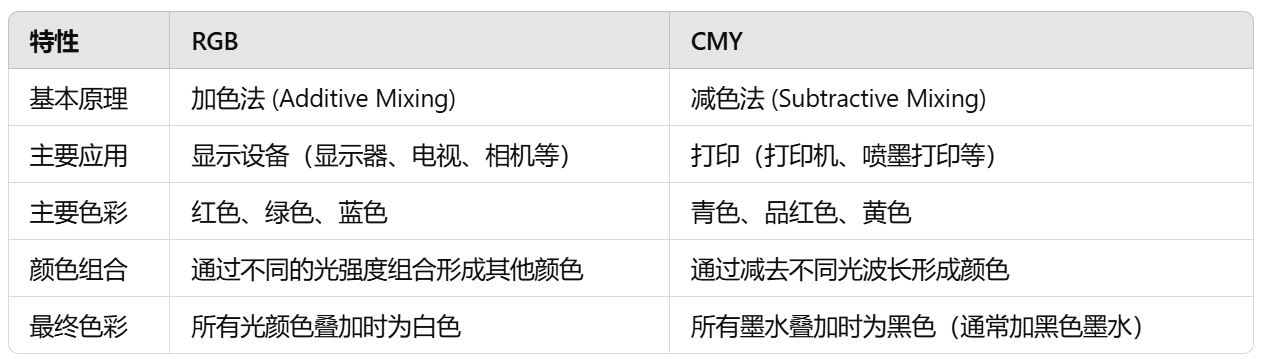 特性 RGB CMY
基本原理 加色法 (Additive Mixing) 减色法 (Subtractive Mixing)
主要应用 显示设备（显示器、电视、相机等） 打印（打印机、喷墨打印等）
主要色彩 红色、绿色、蓝色 青色、品红色、黄色
颜色组合 通过不同的光强度组合形成其他颜色 通过减去不同光波长形成颜色
最终色彩 所有光颜色叠加时为白色 所有墨水叠加时为黑色（通常加黑色墨水）